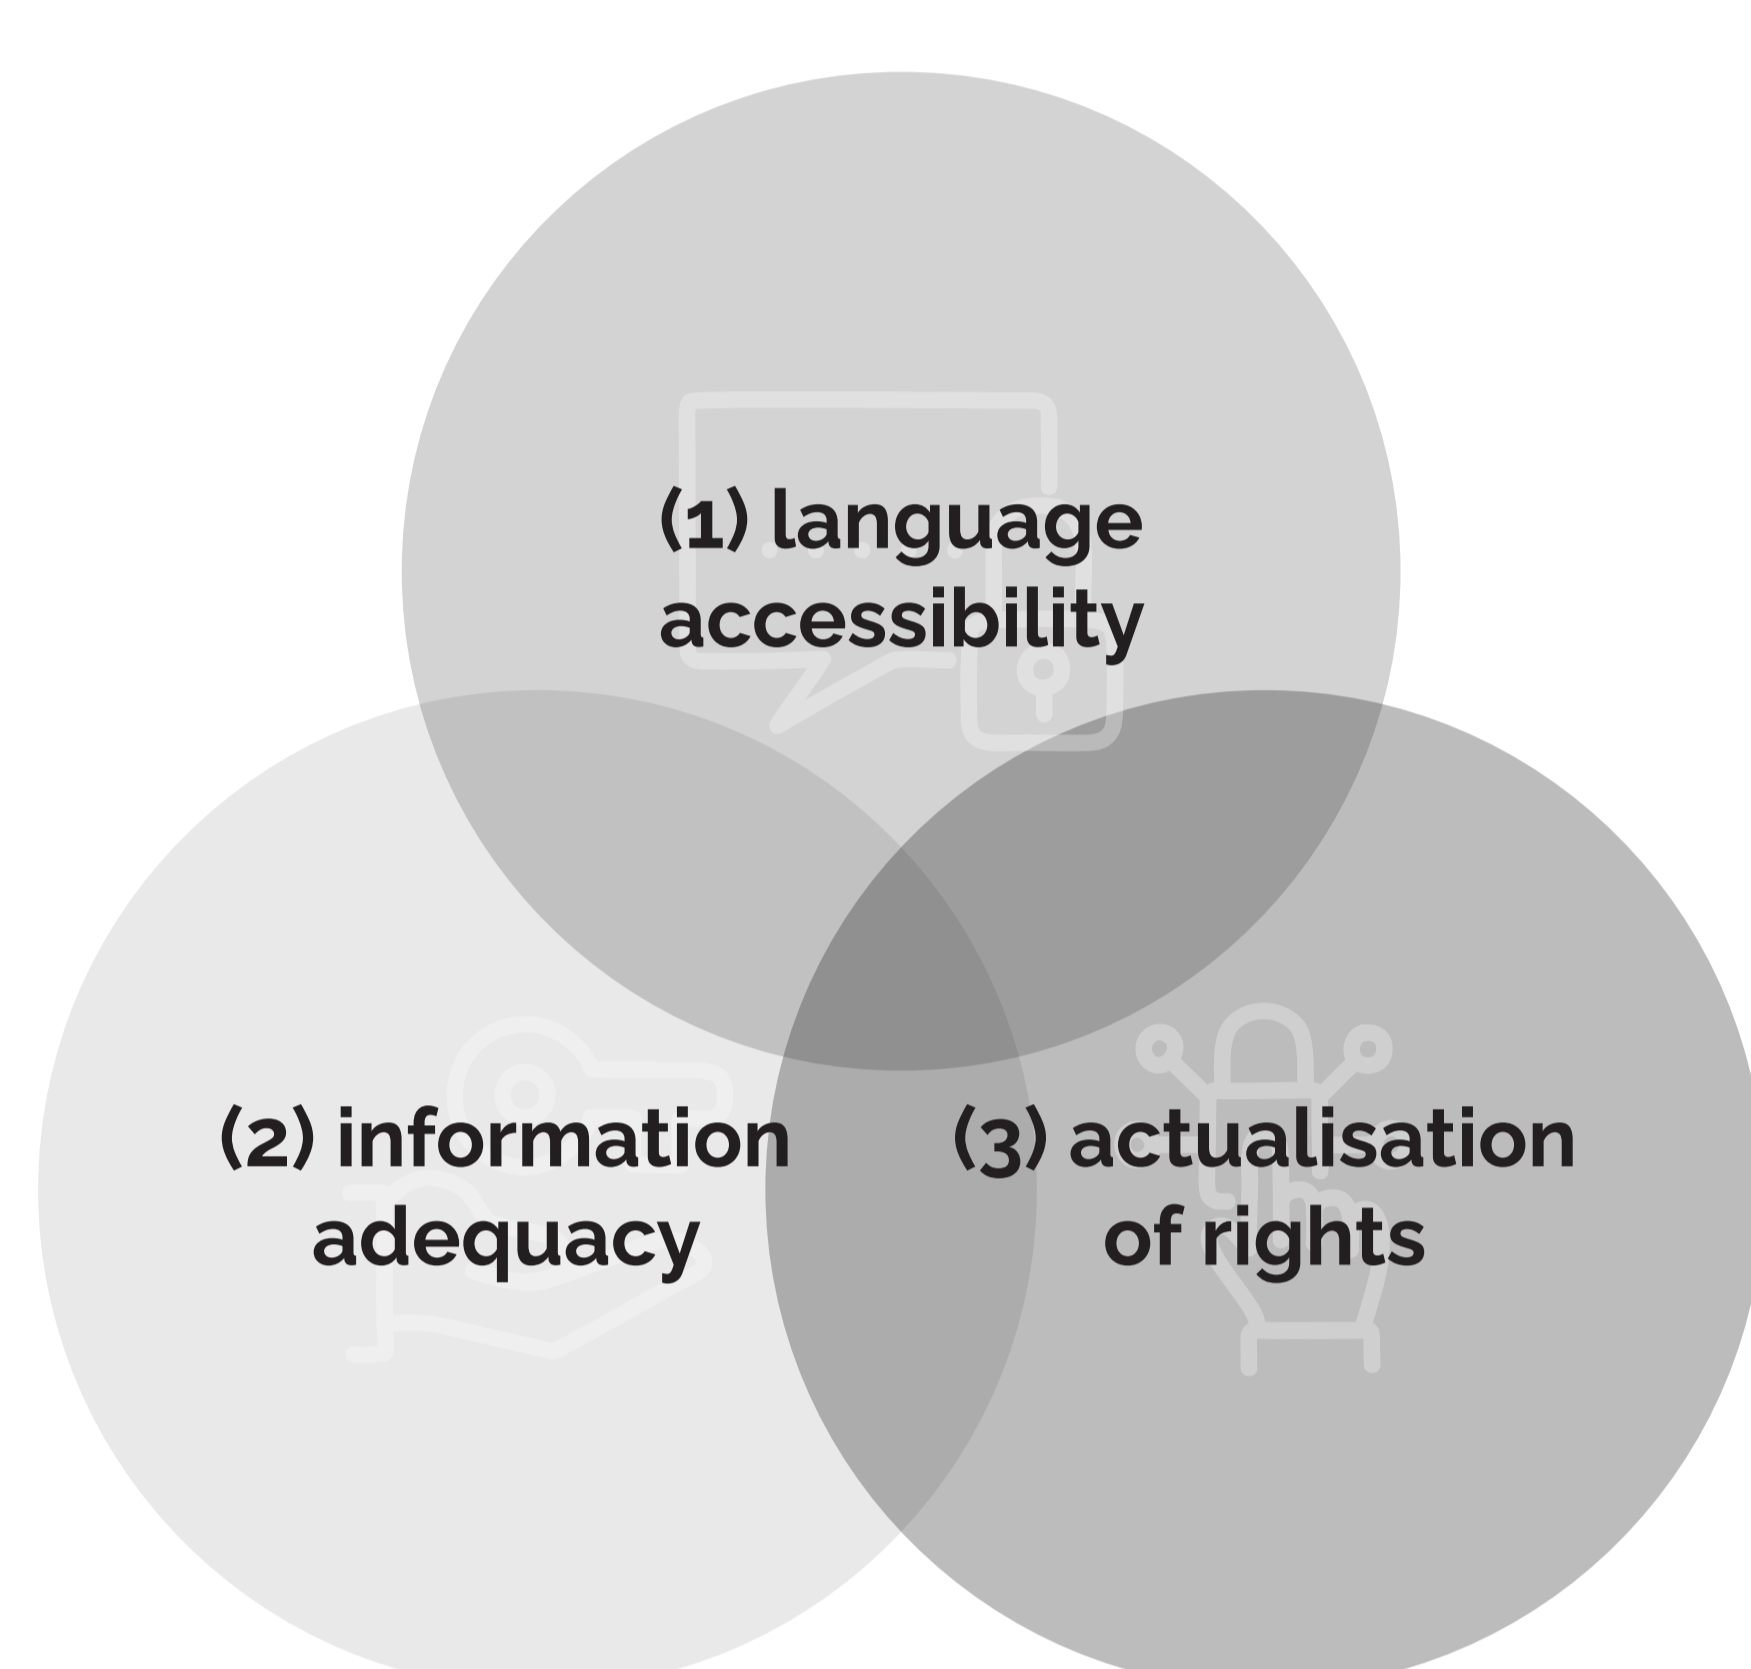 (1) language
accessibility
(2) information
adequacy
(3) actualisation
of rights